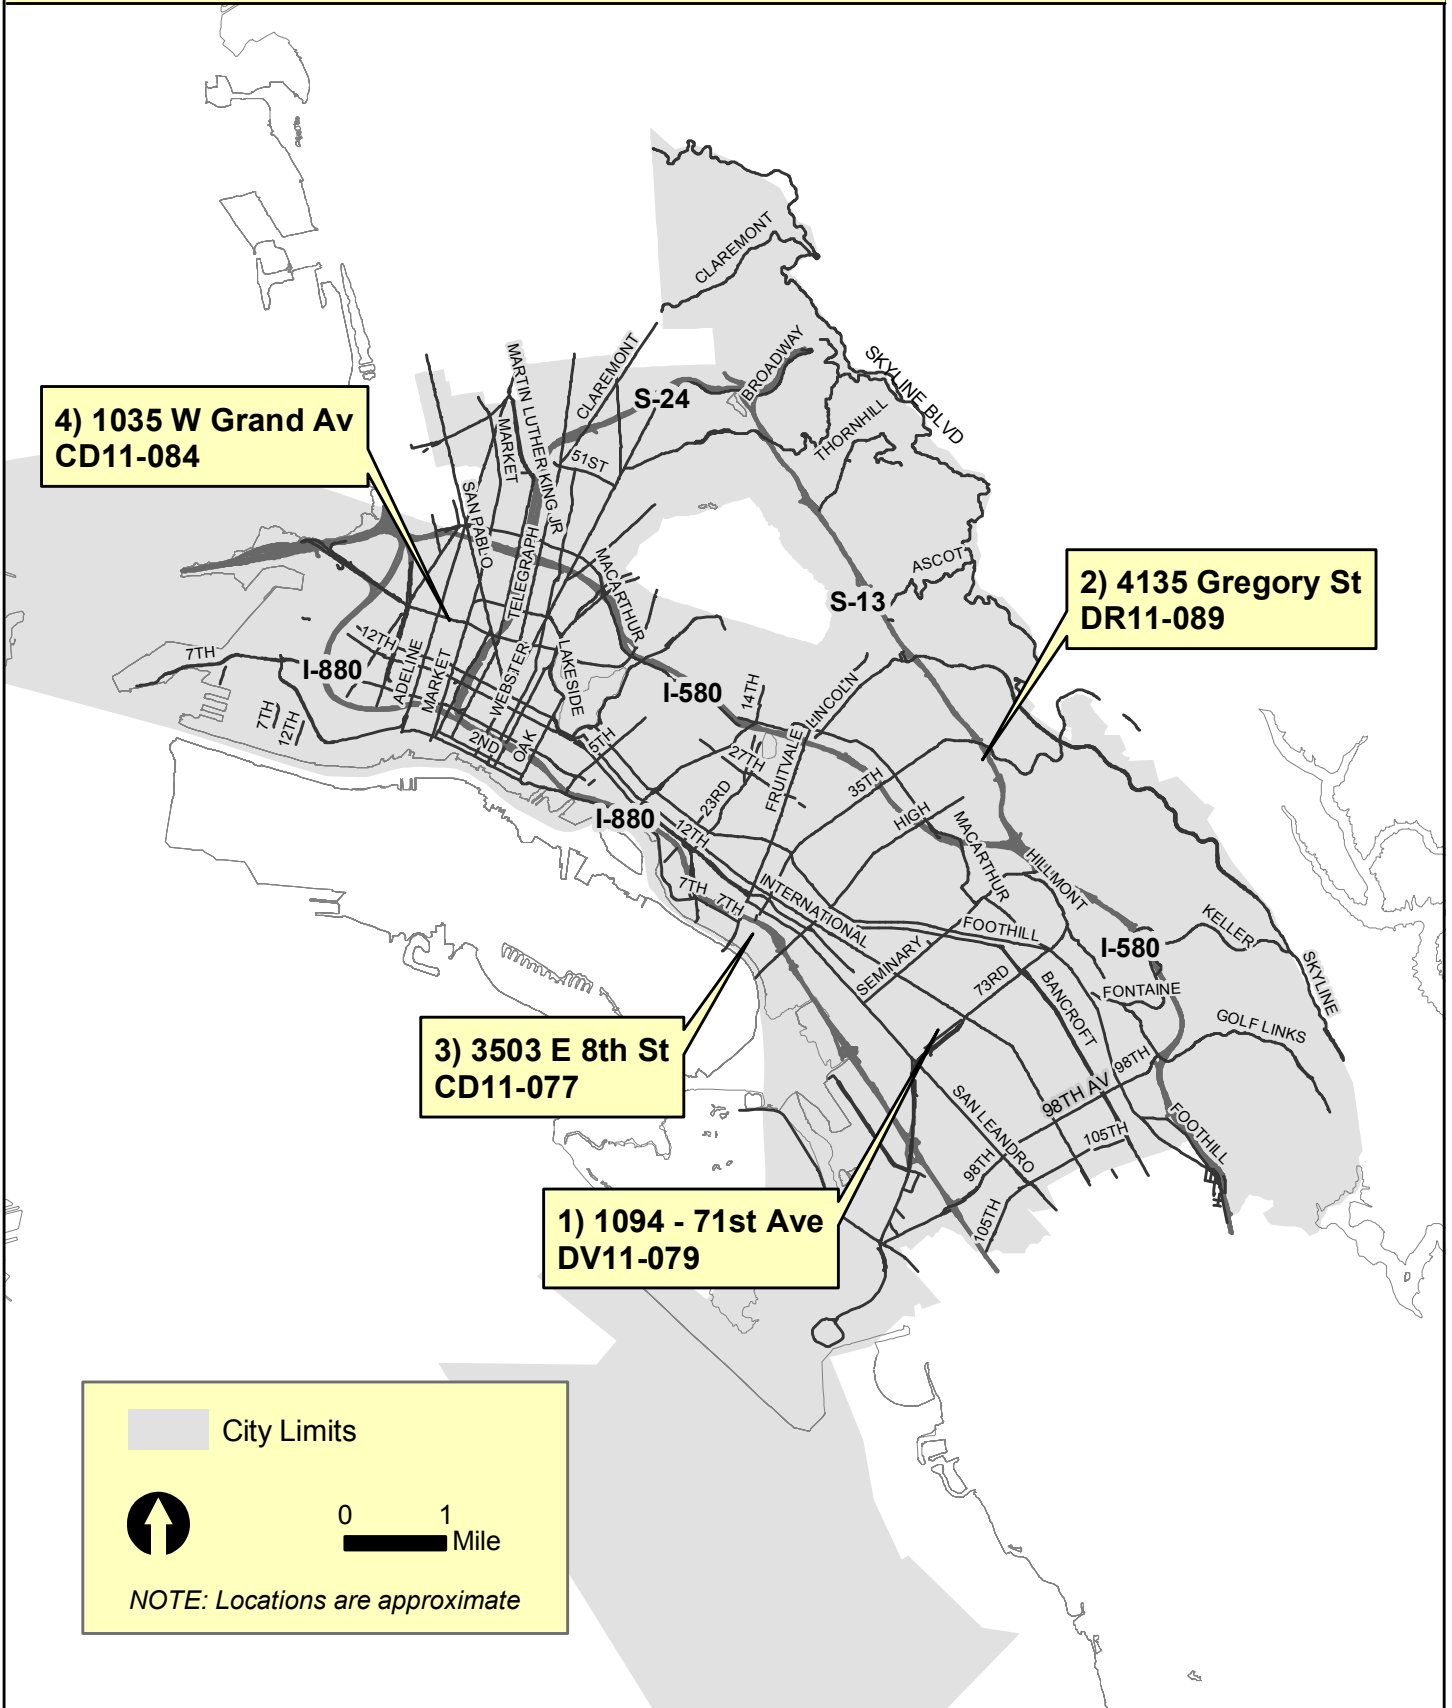 CLAREMONT
SKYLINE BLVD
BROADWAY
CLAREMONT
MARTIN LUTHER KING JR
S-24
THORNHILL
4) 1035 W Grand Av
CD11-084
MARKET
51ST
SAN PABLO
TELEGRAPH
MACARTHUR
ASCOT
2) 4135 Gregory St
DR11-089
S-13
7TH
I-880
12TH
ADELINE
MARKET
WEBSTER
LAKESIDE
I-580
14TH
LINCOLN
7TH
12TH
2ND
OAK
5TH
27TH
FRUITVALE
35TH
23RD
I-880
12TH
HIGH
MACARTHUR
HILLMONT
7TH
7TH
INTERNATIONAL
FOOTHILL
KELLER
I-580
SEMINARY
73RD
BANCROFT
FONTAINE
SKYLINE
GOLF LINKS
3) 3503 E 8th St
CD11-077
98TH AV
98TH
SAN LEANDRO
105TH
FOOTHILL
98TH
105TH
1) 1094 - 71st Ave
DV11-079
City Limits
0 1
Mile
NOTE: Locations are approximate